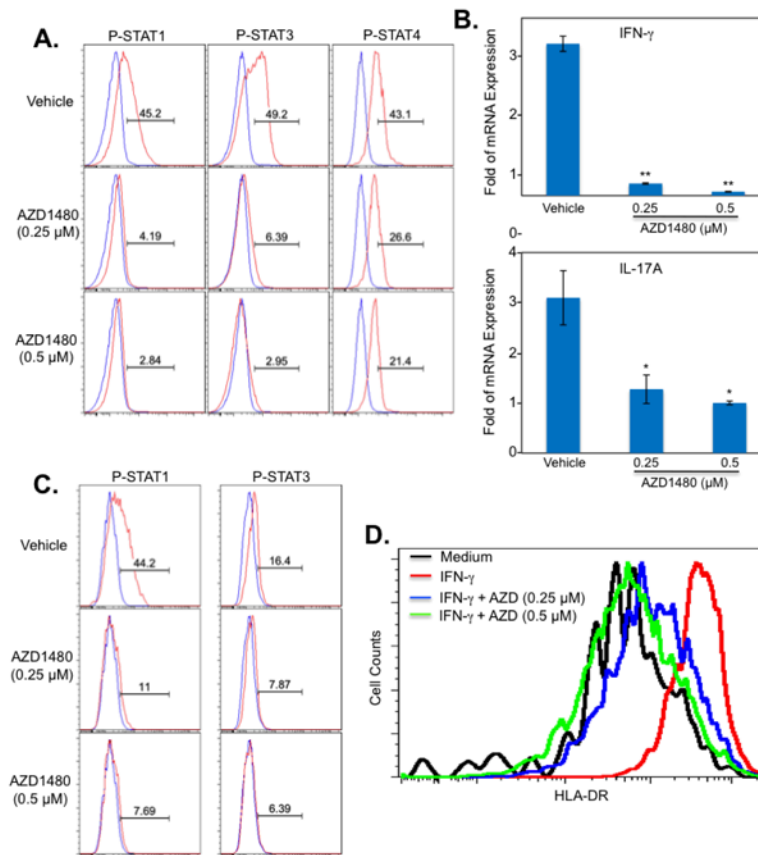 A.
P-STAT1 P-STAT3 P-STAT4
Vehicle
45.2 49.2 43.1
AZD1480
(0.25 µM)
4.19 6.39 26.6
AZD1480
(0.5 µM)
2.84 2.95 21.4
B.
IFN-γ
Fold of mRNA Expression
3
1
0
** **
Vehicle 0.25 0.5
AZD1480 (µM)
IL-17A
Fold of mRNA Expression
4
3
2
1
0
* *
Vehicle 0.25 0.5
AZD1480 (µM)
C.
P-STAT1 P-STAT3
Vehicle
44.2 16.4
AZD1480
(0.25 µM)
11 7.87
AZD1480
(0.5 µM)
7.69 6.39
D.
Medium
IFN-γ
IFN-γ + AZD (0.25 µM)
IFN-γ + AZD (0.5 µM)
Cell Counts
HLA-DR